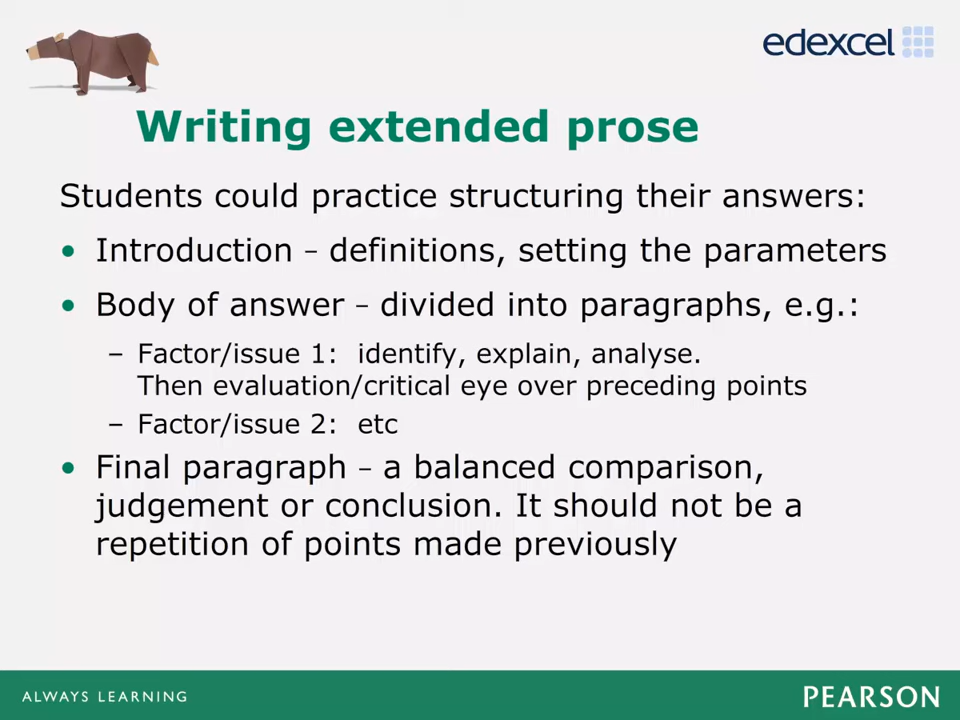 edexcel
Writing extended prose
Students could practice structuring their answers:
• Introduction – definitions, setting the parameters
• Body of answer – divided into paragraphs, e.g.:
– Factor/issue 1:  identify, explain, analyse.
Then evaluation/critical eye over preceding points
– Factor/issue 2:  etc
• Final paragraph – a balanced comparison,
judgement or conclusion. It should not be a
repetition of points made previously
ALWAYS LEARNING
PEARSON